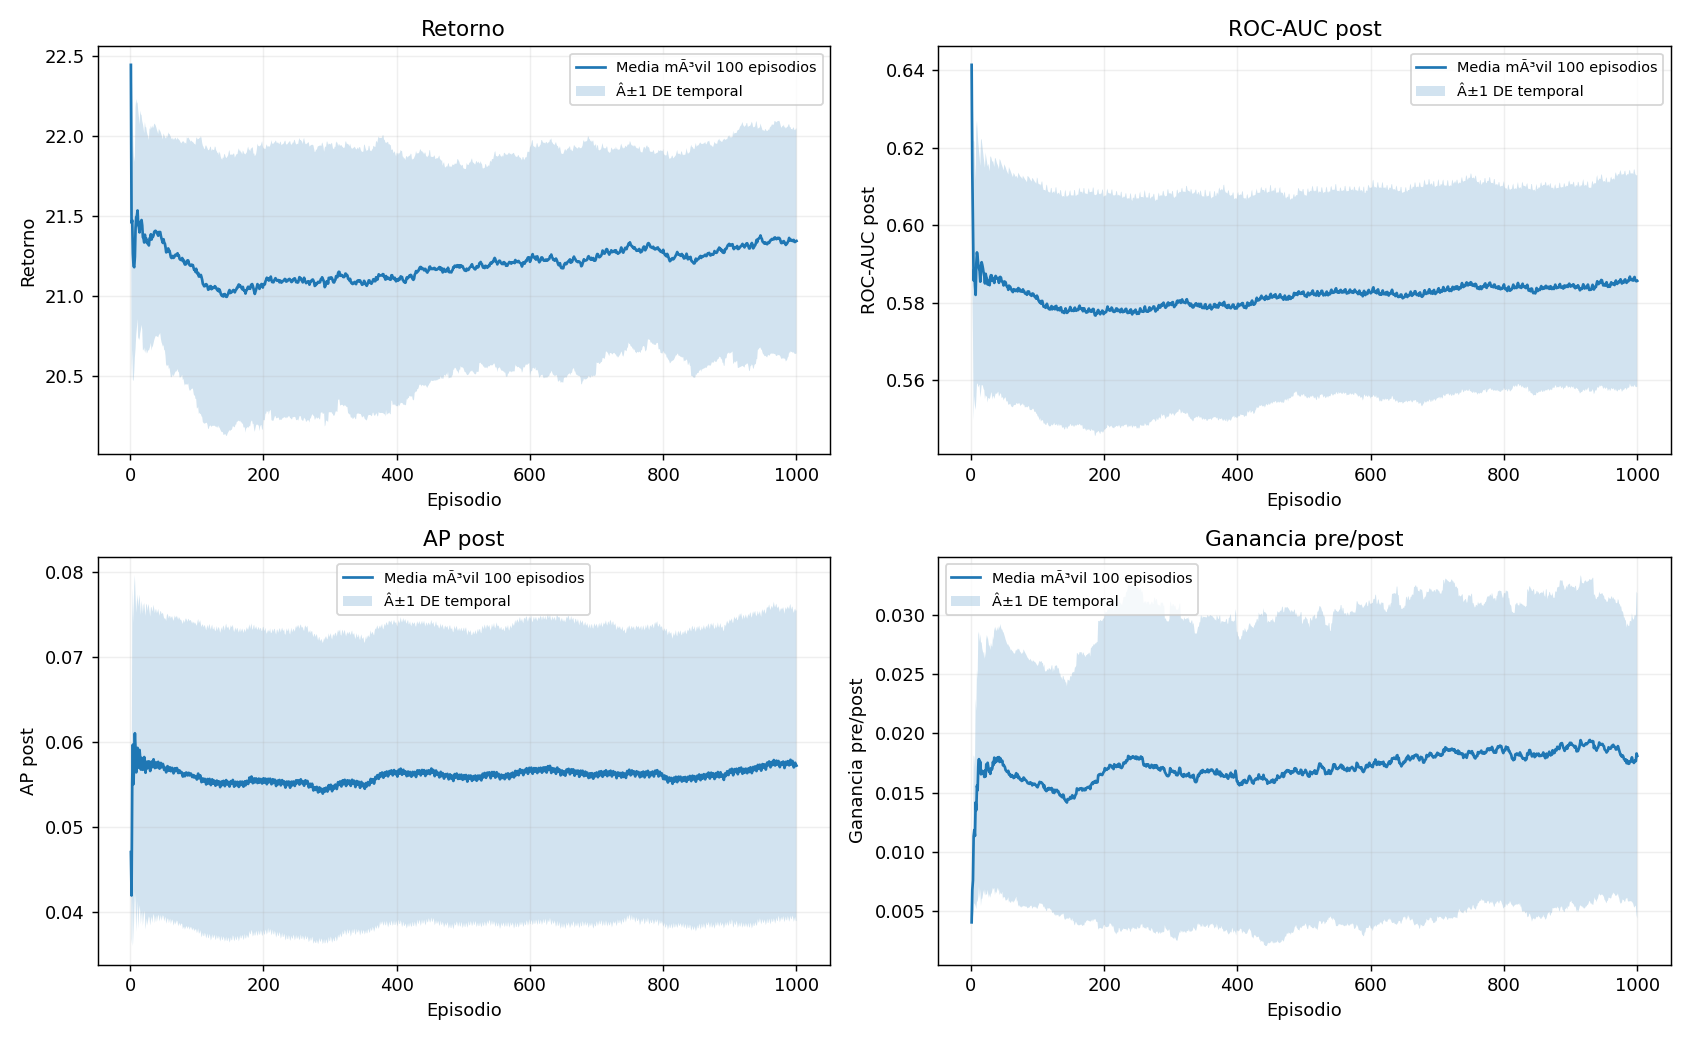 Retorno
22.5
22.0
21.5
21.0
20.5
Retorno
Media mÃ³vil 100 episodios
Â±1 DE temporal
0 200 400 600 800 1000
Episodio
ROC-AUC post
0.64
0.62
0.60
0.58
0.56
ROC-AUC post
Media mÃ³vil 100 episodios
Â±1 DE temporal
0 200 400 600 800 1000
Episodio
AP post
0.08
0.07
0.06
0.05
0.04
AP post
Media mÃ³vil 100 episodios
Â±1 DE temporal
0 200 400 600 800 1000
Episodio
Ganancia pre/post
0.030
0.025
0.020
0.015
0.010
0.005
Ganancia pre/post
Media mÃ³vil 100 episodios
Â±1 DE temporal
0 200 400 600 800 1000
Episodio